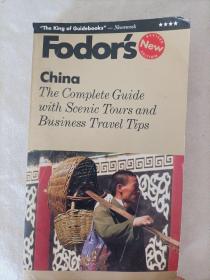 "The King of Guidebooks" — Newsweek
★★★★
Fodor's
New
China
The Complete Guide
with Scenic Tours and
Business Travel Tips